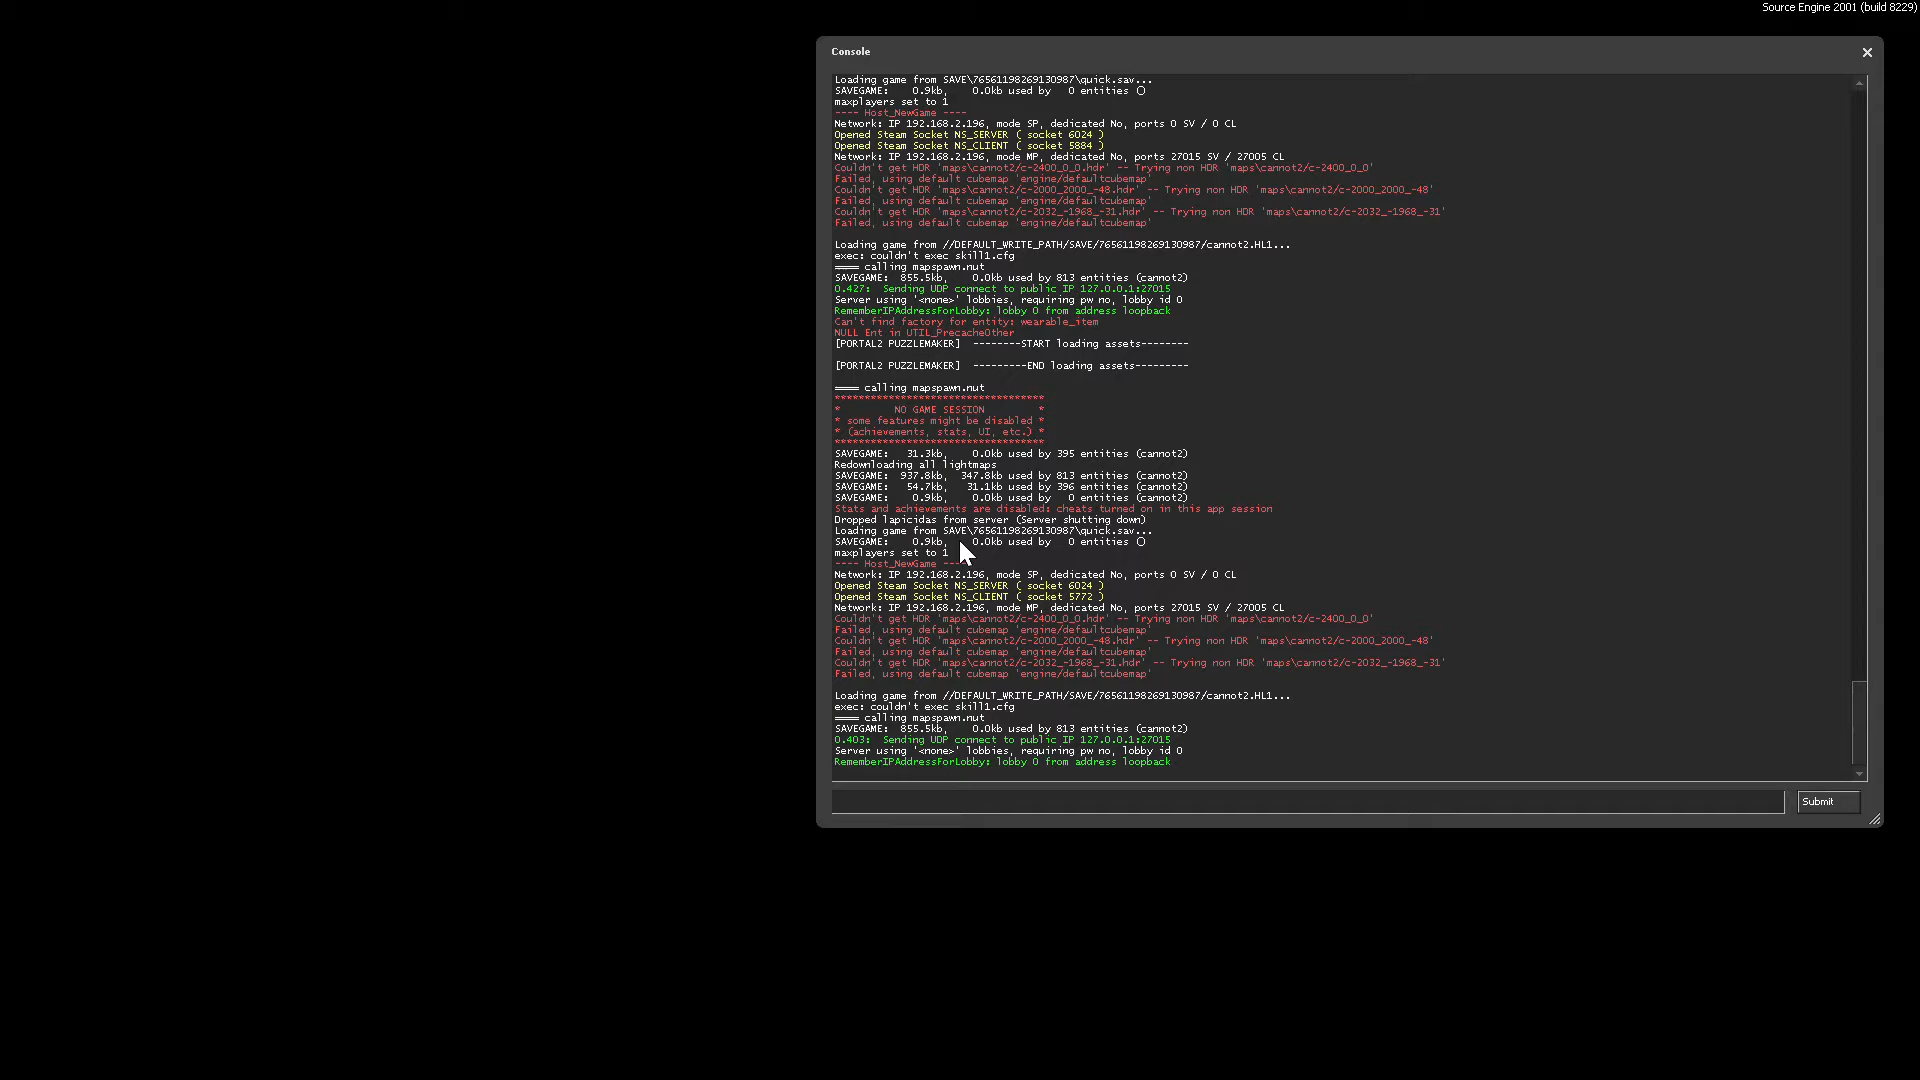 Source Engine 2001 (build 8229)
Console
Loading game from SAVE\76561198269130987\quick.sav...
SAVEGAME:    0.9kb,    0.0kb used by   0 entities ()
maxplayers set to 1
---- Host_NewGame ----
Network: IP 192.168.2.196, mode SP, dedicated No, ports 0 SV / 0 CL
Opened Steam Socket NS_SERVER ( socket 6024 )
Opened Steam Socket NS_CLIENT ( socket 5884 )
Network: IP 192.168.2.196, mode MP, dedicated No, ports 27015 SV / 27005 CL
Couldn't get HDR 'maps\cannot2/c-2400_0_0.hdr' -- Trying non HDR 'maps\cannot2/c-2400_0_0'
Failed, using default cubemap 'engine/defaultcubemap'
Couldn't get HDR 'maps\cannot2/c-2000_2000_-48.hdr' -- Trying non HDR 'maps\cannot2/c-2000_2000_-48'
Failed, using default cubemap 'engine/defaultcubemap'
Couldn't get HDR 'maps\cannot2/c-2032_-1968_-31.hdr' -- Trying non HDR 'maps\cannot2/c-2032_-1968_-31'
Failed, using default cubemap 'engine/defaultcubemap'
Loading game from //DEFAULT_WRITE_PATH/SAVE/76561198269130987/cannot2.HL1...
exec: couldn't exec skill1.cfg
==== calling mapspawn.nut
SAVEGAME:  855.5kb,    0.0kb used by 813 entities (cannot2)
0.427:  Sending UDP connect to public IP 127.0.0.1:27015
Server using '<none>' lobbies, requiring pw no, lobby id 0
RememberIPAddressForLobby: lobby 0 from address loopback
Can't find factory for entity: wearable_item
NULL Ent in UTIL_PrecacheOther
[PORTAL2 PUZZLEMAKER]  --------START loading assets--------
[PORTAL2 PUZZLEMAKER]  ---------END loading assets---------
==== calling mapspawn.nut
***********************************
*         NO GAME SESSION         *
* some features might be disabled *
* (achievements, stats, UI, etc.) *
***********************************
SAVEGAME:   31.3kb,    0.0kb used by 395 entities (cannot2)
Redownloading all lightmaps
SAVEGAME:  937.8kb,  347.8kb used by 813 entities (cannot2)
SAVEGAME:   54.7kb,   31.1kb used by 396 entities (cannot2)
SAVEGAME:    0.9kb,    0.0kb used by   0 entities (cannot2)
Stats and achievements are disabled: cheats turned on in this app session
Dropped lapicidas from server (Server shutting down)
Loading game from SAVE\76561198269130987\quick.sav...
SAVEGAME:    0.9kb,    0.0kb used by   0 entities ()
maxplayers set to 1
---- Host_NewGame ----
Network: IP 192.168.2.196, mode SP, dedicated No, ports 0 SV / 0 CL
Opened Steam Socket NS_SERVER ( socket 6024 )
Opened Steam Socket NS_CLIENT ( socket 5772 )
Network: IP 192.168.2.196, mode MP, dedicated No, ports 27015 SV / 27005 CL
Couldn't get HDR 'maps\cannot2/c-2400_0_0.hdr' -- Trying non HDR 'maps\cannot2/c-2400_0_0'
Failed, using default cubemap 'engine/defaultcubemap'
Couldn't get HDR 'maps\cannot2/c-2000_2000_-48.hdr' -- Trying non HDR 'maps\cannot2/c-2000_2000_-48'
Failed, using default cubemap 'engine/defaultcubemap'
Couldn't get HDR 'maps\cannot2/c-2032_-1968_-31.hdr' -- Trying non HDR 'maps\cannot2/c-2032_-1968_-31'
Failed, using default cubemap 'engine/defaultcubemap'
Loading game from //DEFAULT_WRITE_PATH/SAVE/76561198269130987/cannot2.HL1...
exec: couldn't exec skill1.cfg
==== calling mapspawn.nut
SAVEGAME:  855.5kb,    0.0kb used by 813 entities (cannot2)
0.403:  Sending UDP connect to public IP 127.0.0.1:27015
Server using '<none>' lobbies, requiring pw no, lobby id 0
RememberIPAddressForLobby: lobby 0 from address loopback
Submit